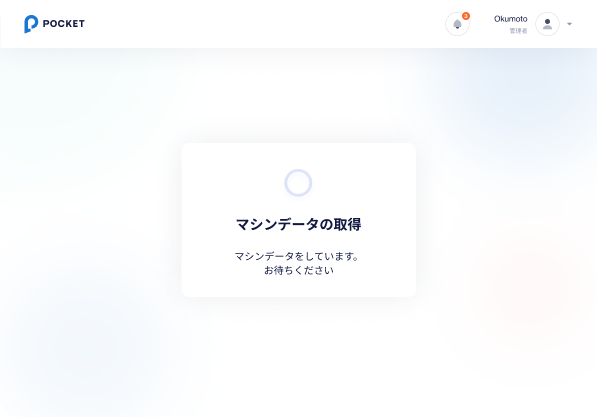 POCKET
3
Okumoto
管理者
マシンデータの取得
マシンデータをしています。
お待ちください